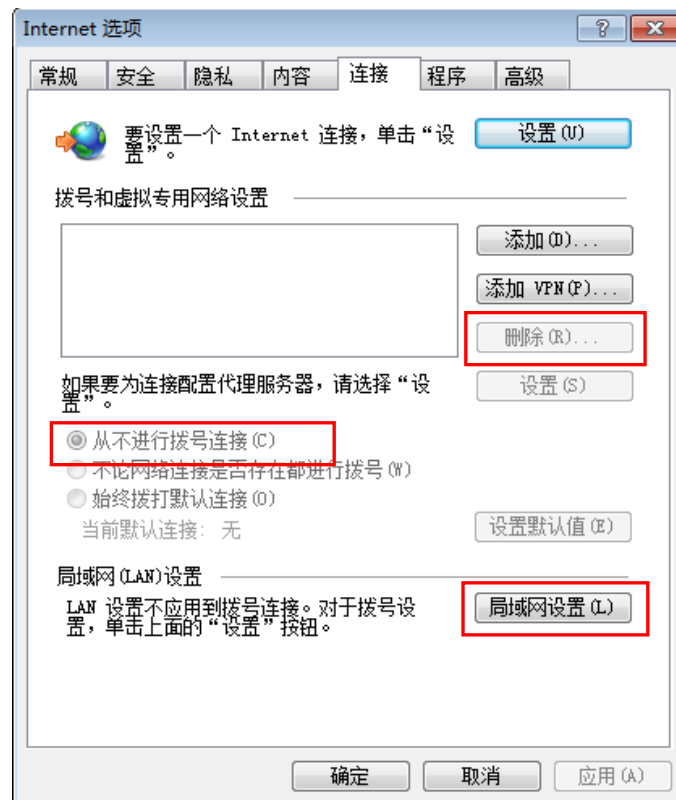 Internet 选项
常规 安全 隐私 内容 连接 程序 高级
要设置一个 Internet 连接，单击“设
置”。
设置(U)
拨号和虚拟专用网络设置
添加(D)...
添加 VPN(P)...
删除(R)...
如果要为连接配置代理服务器，请选择“设
置”。
设置(S)
从不进行拨号连接(C)
不论网络连接是否存在都进行拨号(W)
始终拨打默认连接(O)
当前默认连接： 无
设置默认值(E)
局域网(LAN)设置
LAN 设置不应用到拨号连接。对于拨号设
置，单击上面的“设置”按钮。
局域网设置(L)
确定 取消 应用(A)